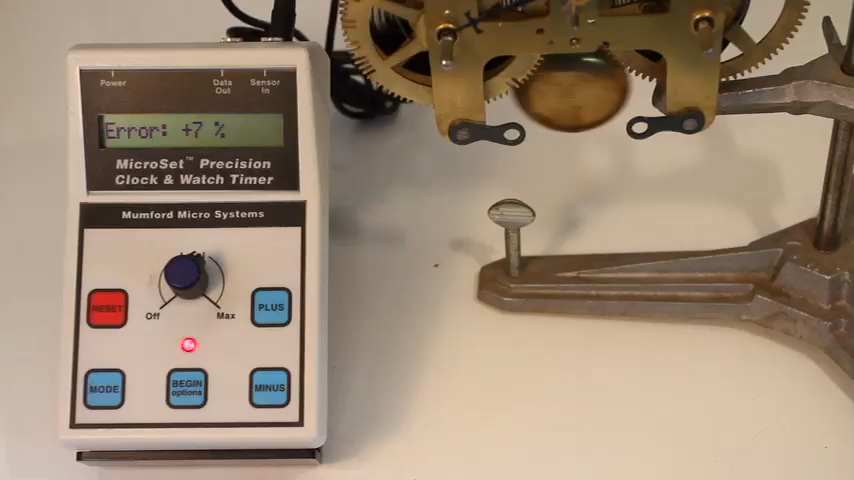 Power
Data Out
Sensor In
Error: +7 %
MicroSet™ Precision
Clock & Watch Timer
Mumford Micro Systems
RESET
Off
Max
PLUS
MODE
BEGIN
options
MINUS